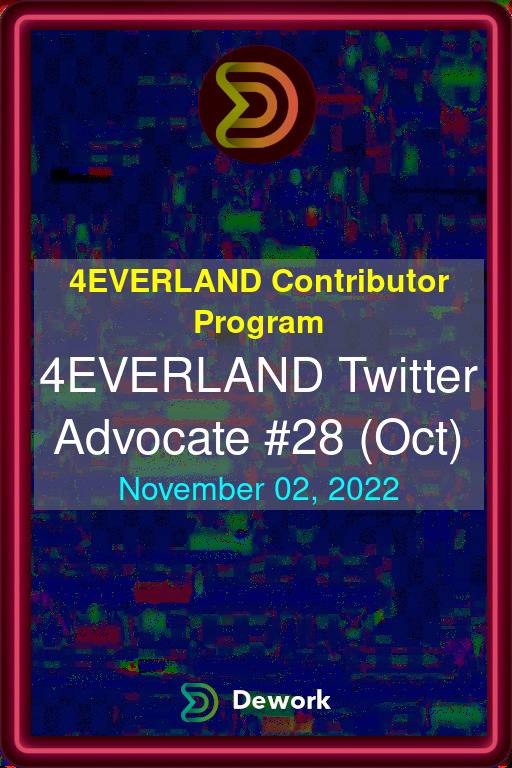 4EVERLAND Contributor
Program
4EVERLAND Twitter
Advocate #28 (Oct)
November 02, 2022
Dework